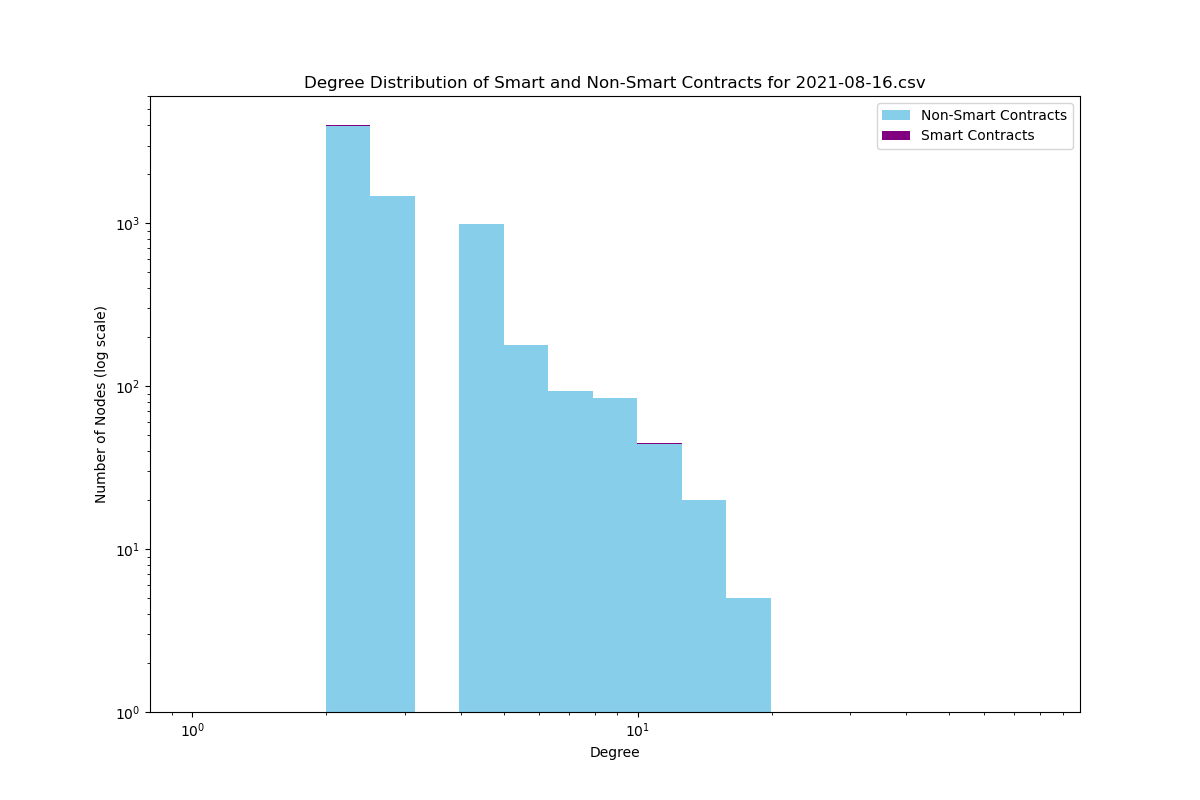 Degree Distribution of Smart and Non-Smart Contracts for 2021-08-16.csv
Non-Smart Contracts
Smart Contracts
Number of Nodes (log scale)
10³
10²
10¹
10⁰
10⁰ 10¹
Degree